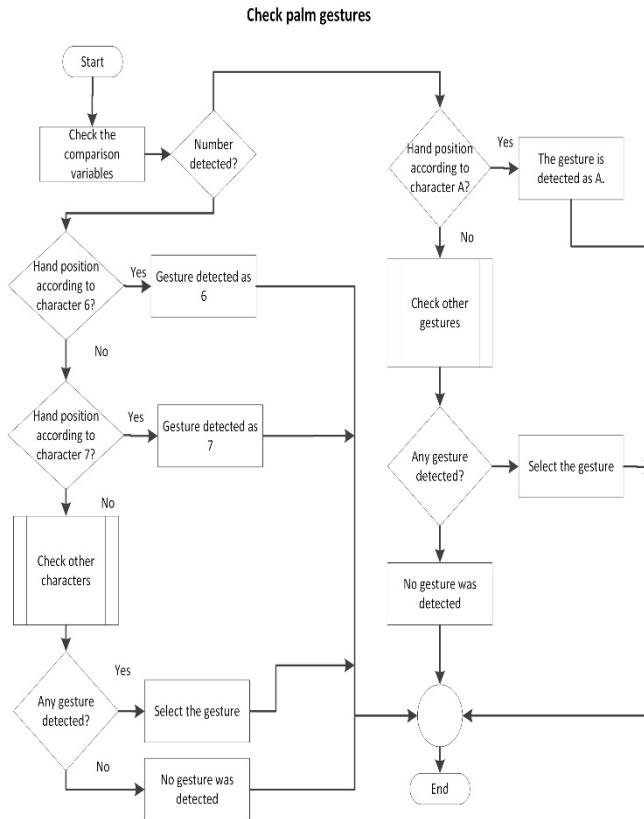 Check palm gestures
Start
Check the
comparison
variables
Number
detected?
Hand position
according to
character 6?
Yes
Gesture detected as
6
No
Hand position
according to
character 7?
Yes
Gesture detected as
7
No
Check other
characters
Any gesture
detected?
Yes
Select the gesture
No
No gesture was
detected
Hand position
according to
character A?
Yes
The gesture is
detected as A.
No
Check other
gestures
Any gesture
detected?
Select the gesture
No gesture was
detected
End